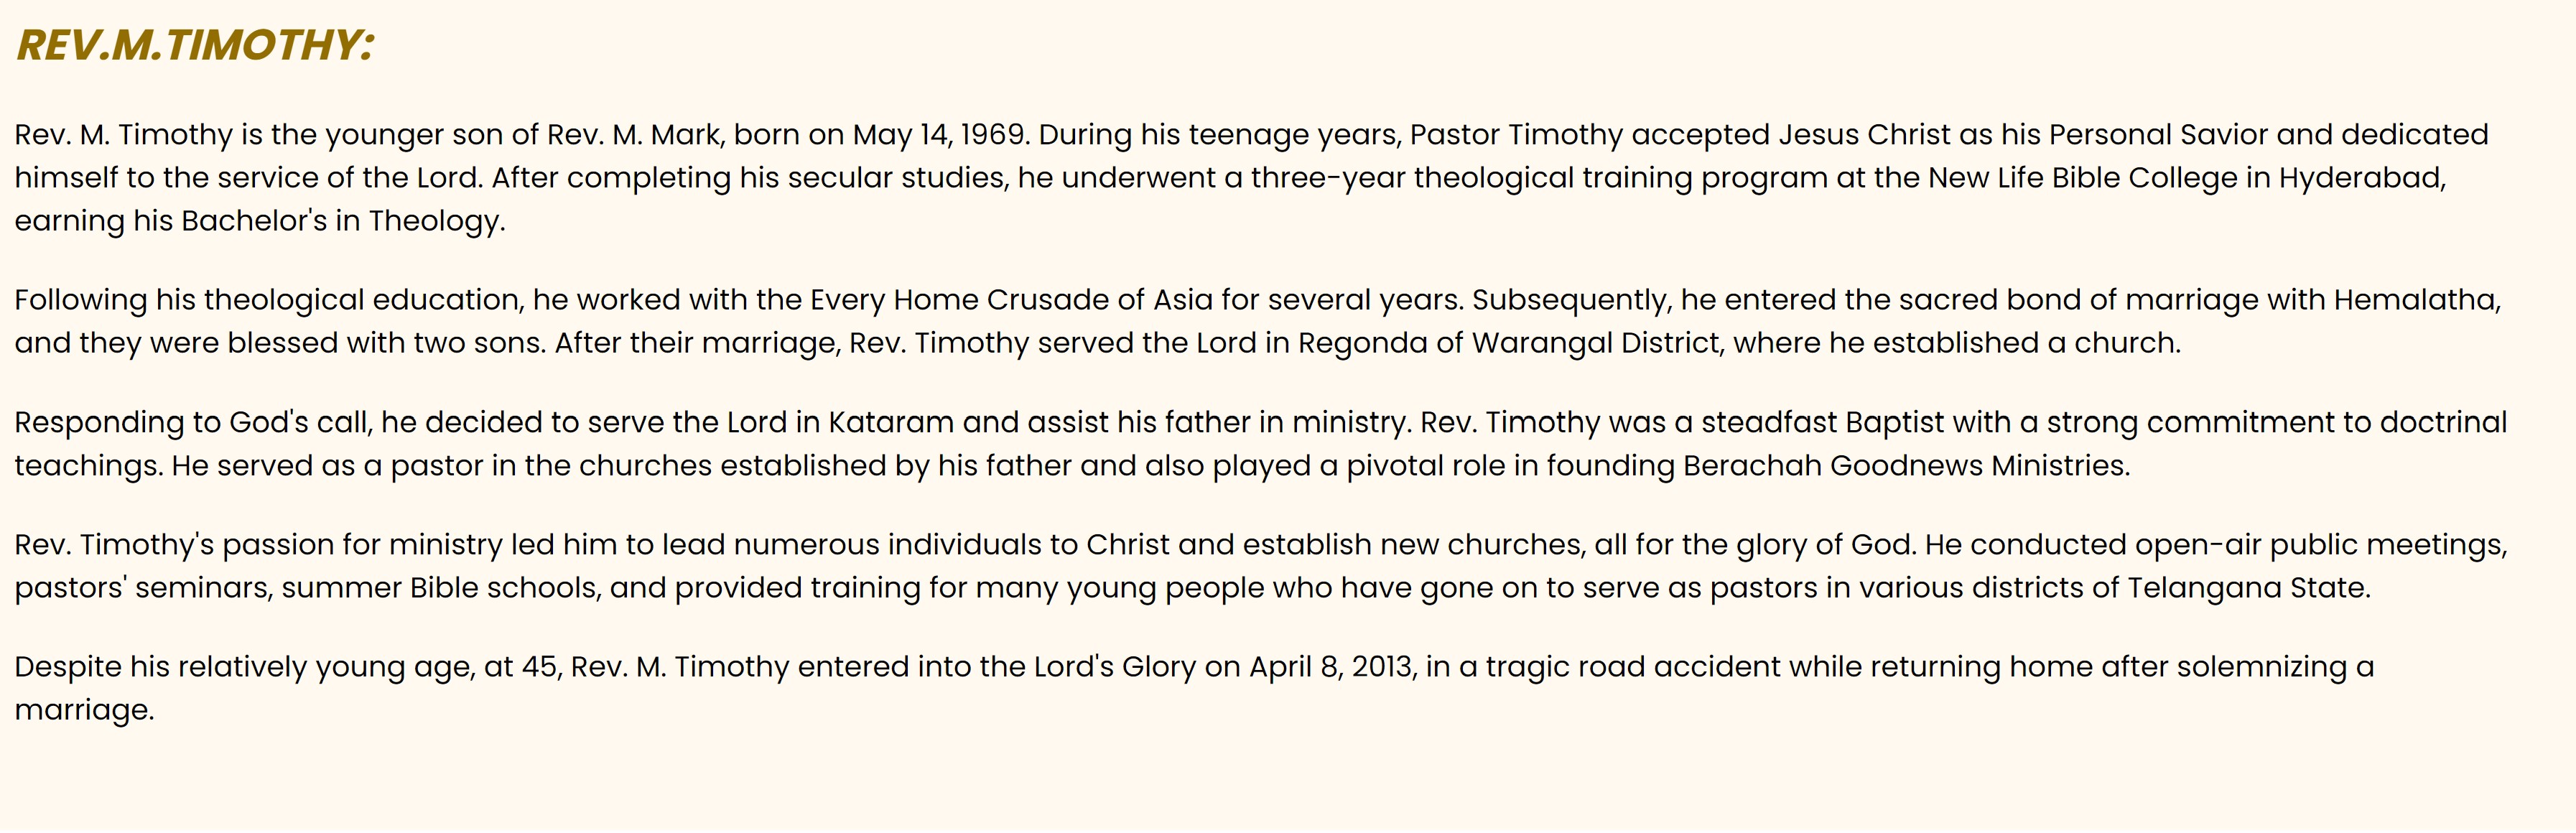 REV.M.TIMOTHY:
Rev. M. Timothy is the younger son of Rev. M. Mark, born on May 14, 1969. During his teenage years, Pastor Timothy accepted Jesus Christ as his Personal Savior and dedicated
himself to the service of the Lord. After completing his secular studies, he underwent a three-year theological training program at the New Life Bible College in Hyderabad,
earning his Bachelor's in Theology.
Following his theological education, he worked with the Every Home Crusade of Asia for several years. Subsequently, he entered the sacred bond of marriage with Hemalatha,
and they were blessed with two sons. After their marriage, Rev. Timothy served the Lord in Regonda of Warangal District, where he established a church.
Responding to God's call, he decided to serve the Lord in Kataram and assist his father in ministry. Rev. Timothy was a steadfast Baptist with a strong commitment to doctrinal
teachings. He served as a pastor in the churches established by his father and also played a pivotal role in founding Berachah Goodnews Ministries.
Rev. Timothy's passion for ministry led him to lead numerous individuals to Christ and establish new churches, all for the glory of God. He conducted open-air public meetings,
pastors' seminars, summer Bible schools, and provided training for many young people who have gone on to serve as pastors in various districts of Telangana State.
Despite his relatively young age, at 45, Rev. M. Timothy entered into the Lord's Glory on April 8, 2013, in a tragic road accident while returning home after solemnizing a
marriage.